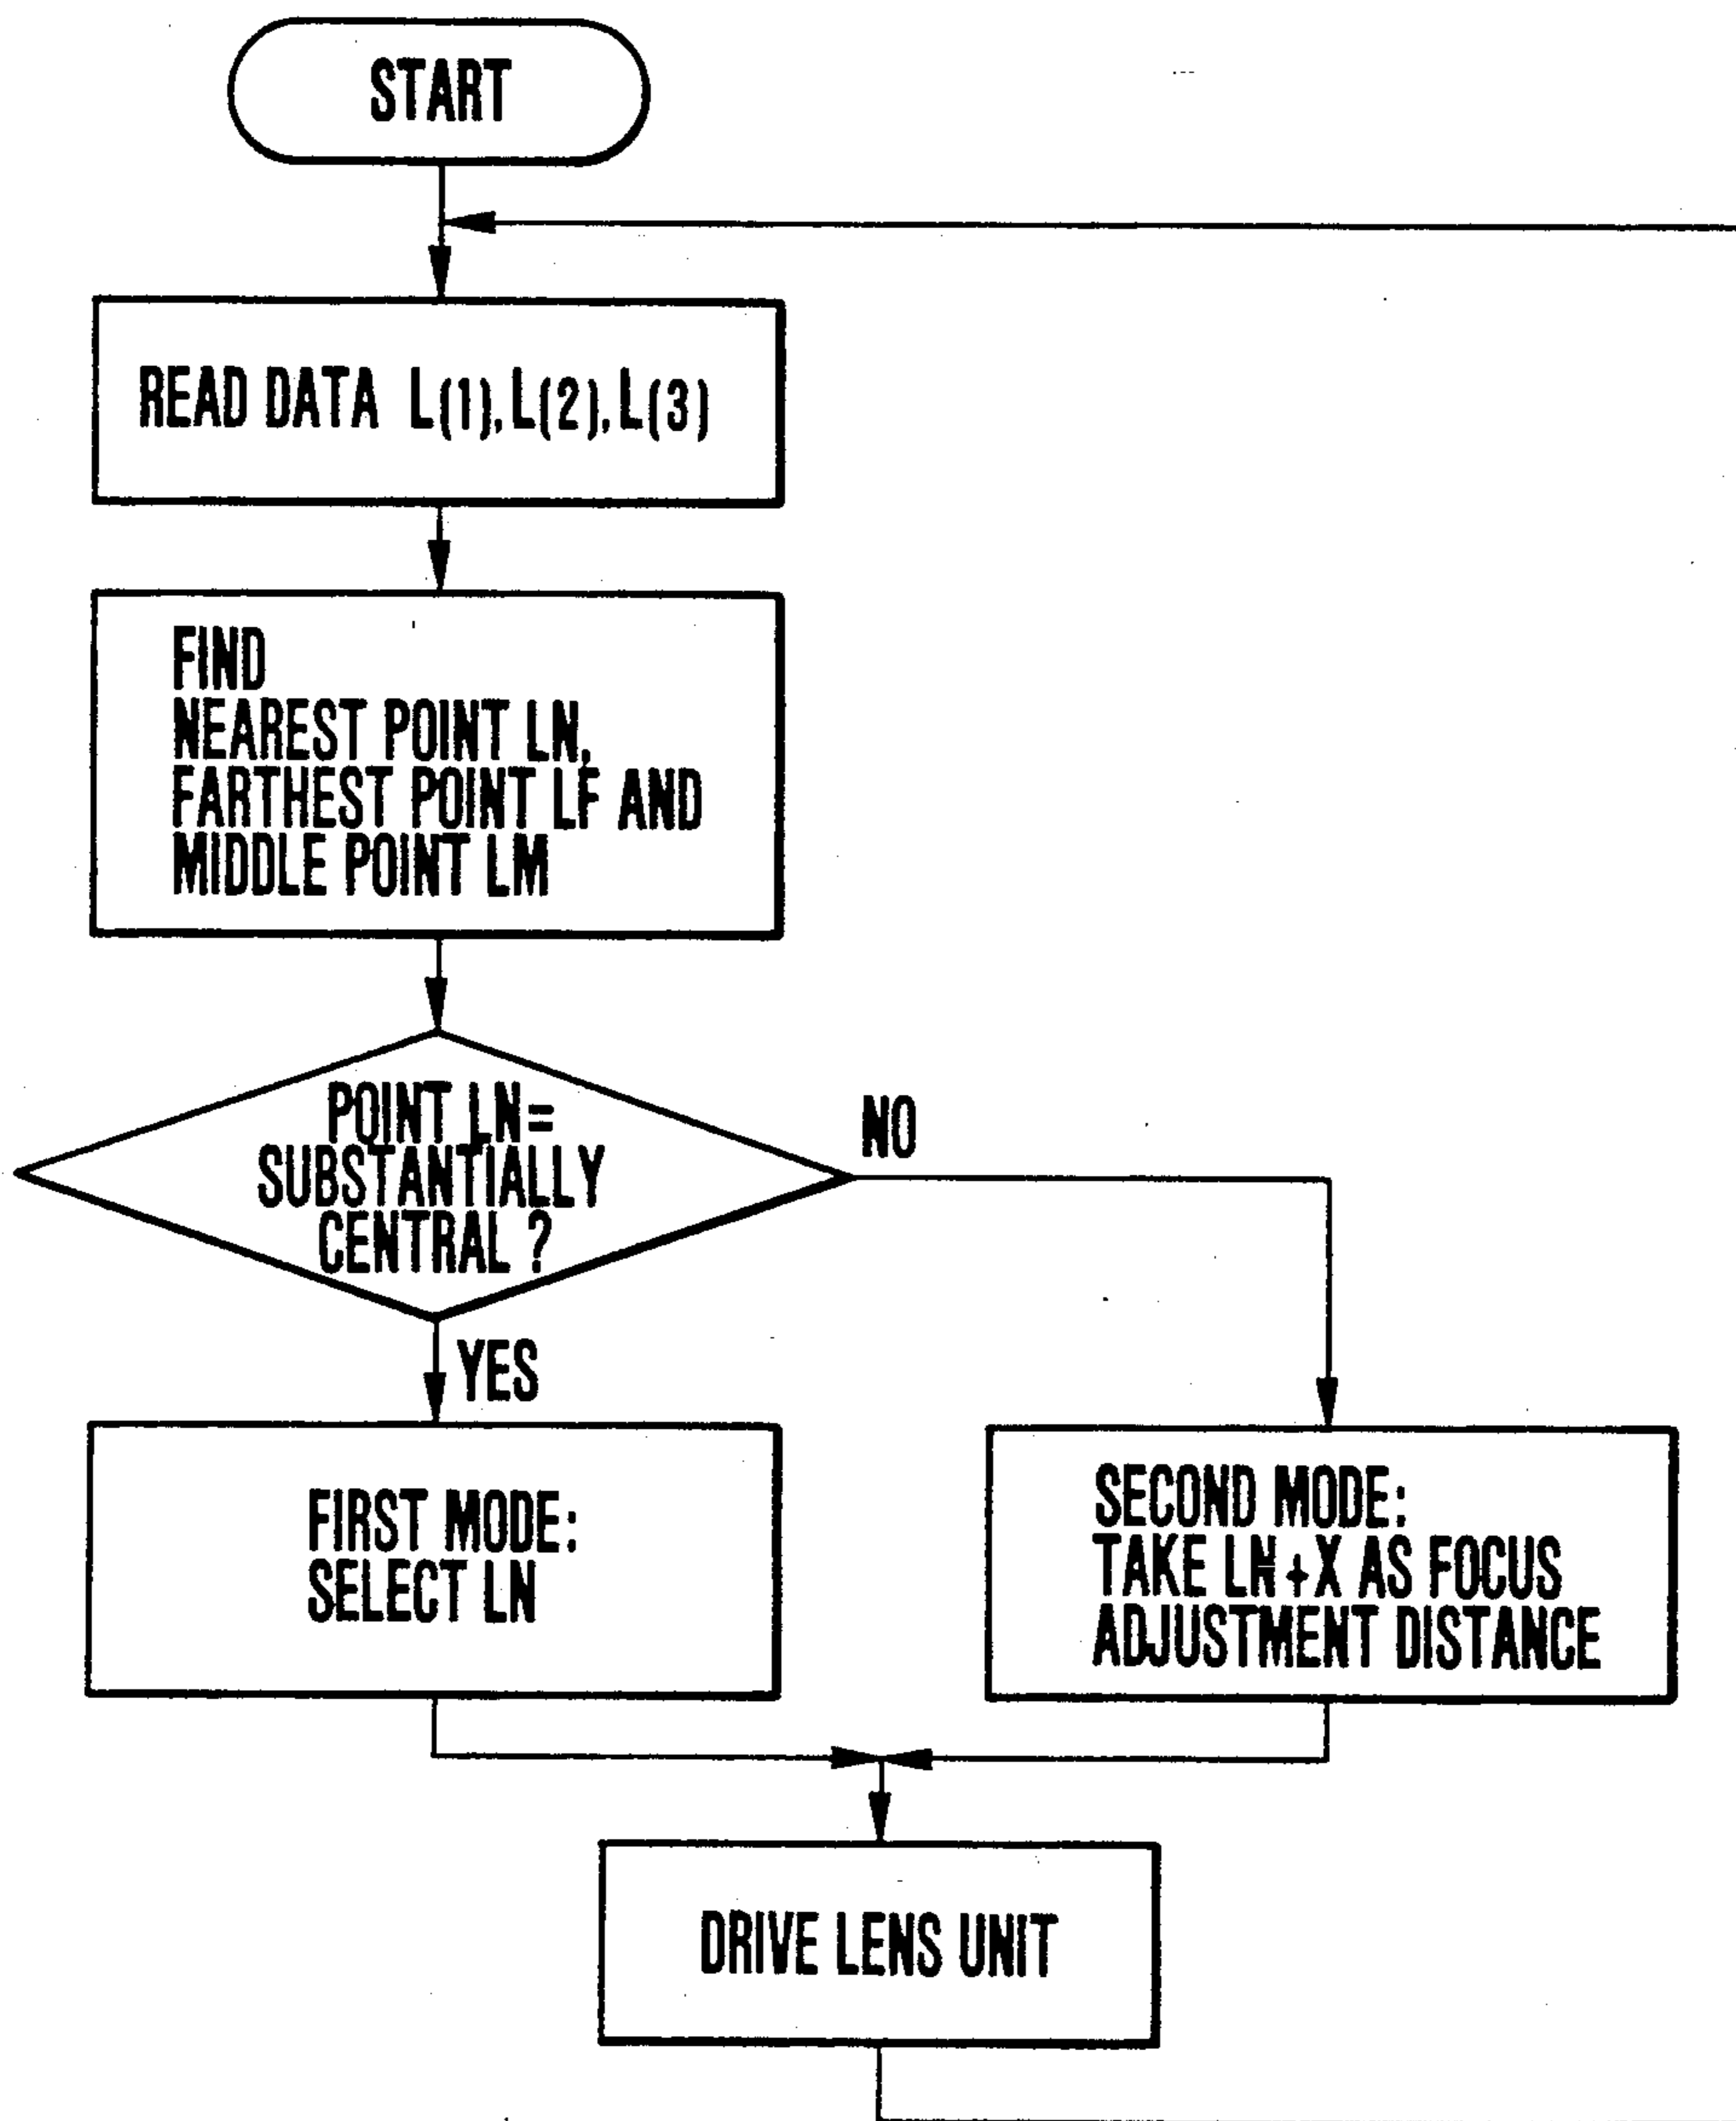 START
READ DATA L(1), L(2), L(3)
FIND
NEAREST POINT LN,
FARTHEST POINT LF AND
MIDDLE POINT LM
POINT LN=
SUBSTANTIALLY
CENTRAL ?
NO
YES
FIRST MODE:
SELECT LN
SECOND MODE:
TAKE LN+X AS FOCUS
ADJUSTMENT DISTANCE
DRIVE LENS UNIT